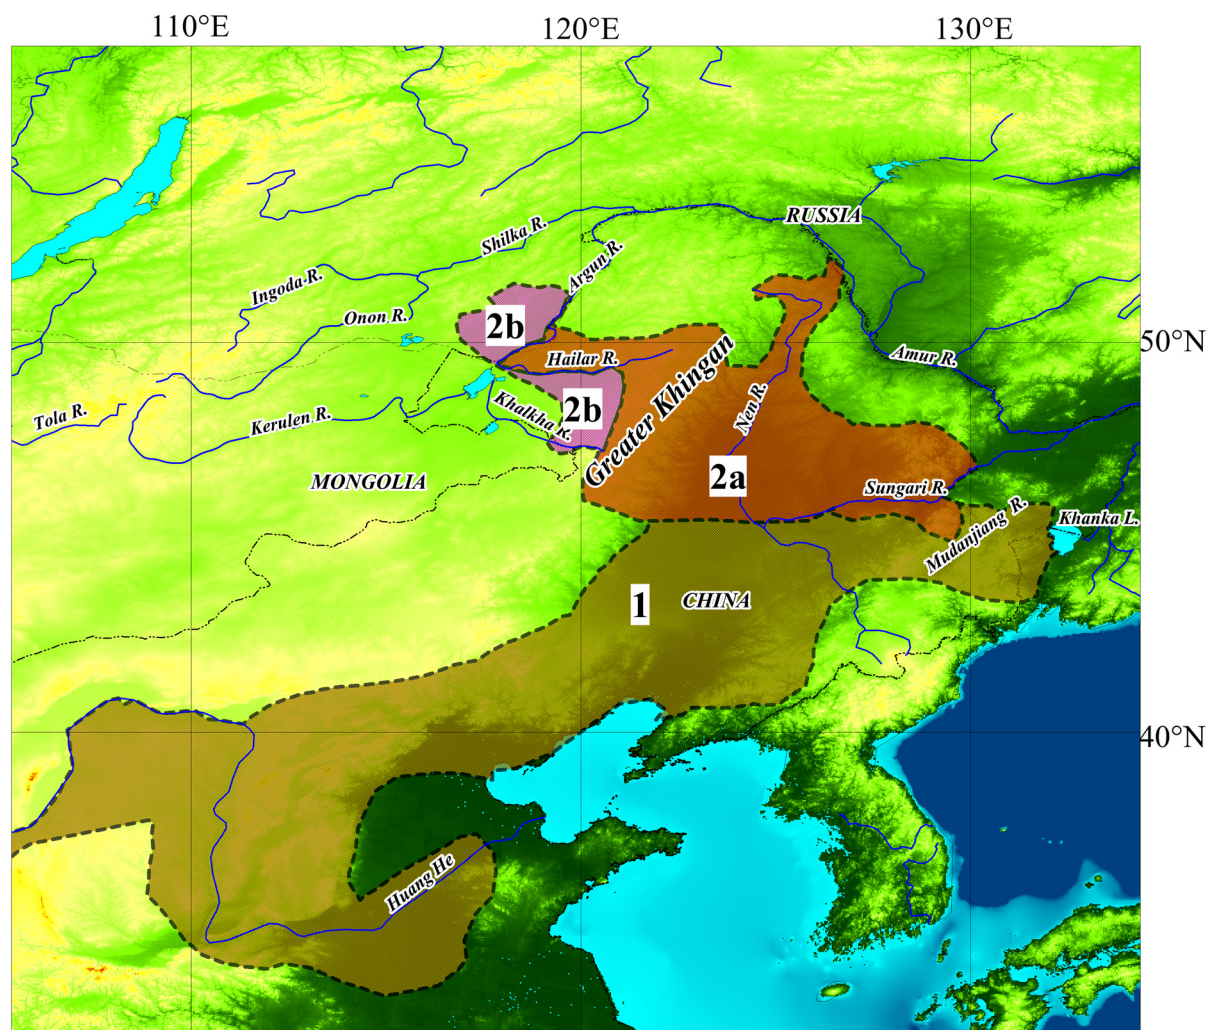 110°E 120°E 130°E
RUSSIA
Shilka R.
Argun R.
Ingoda R.
Onon R.
2b
50°N
Hailar R.
Amur R.
Tola R.
Kerulen R.
Khalkha R.
2b
Greater Khingan
Nen R.
MONGOLIA
2a
Sungari R.
Mudanjiang R.
Khanka L.
1
CHINA
40°N
Huang He